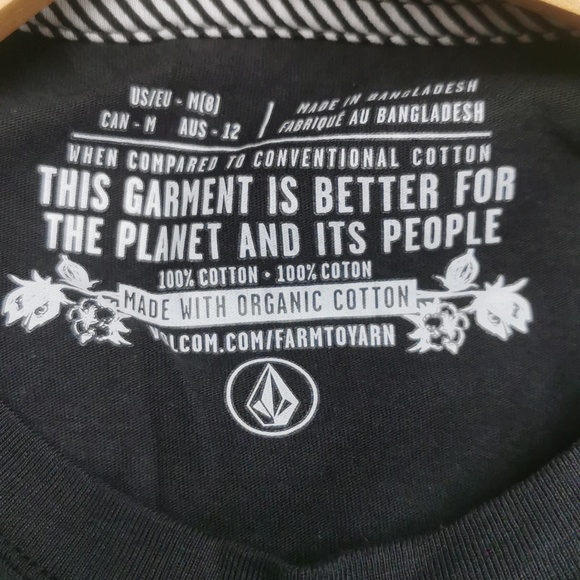 US/EU - M(8)
CAN - M AUS - 12 /
MADE IN BANGLADESH
FABRIQUÉ AU BANGLADESH
WHEN COMPARED TO CONVENTIONAL COTTON
THIS GARMENT IS BETTER FOR
THE PLANET AND ITS PEOPLE
100% COTTON • 100% COTON
MADE WITH ORGANIC COTTON
OLCOM.COM/FARMTOYARN